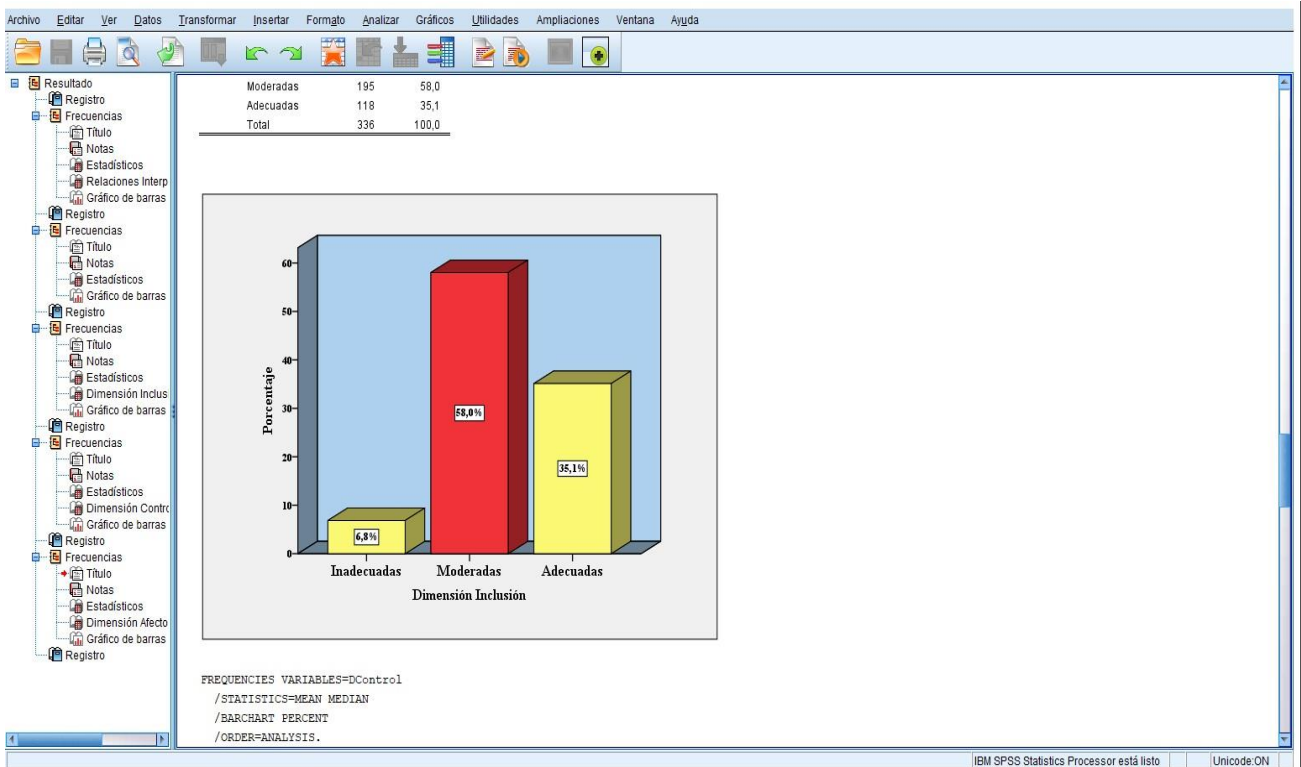 Archivo Editar Ver Datos Transformar Insertar Formato Analizar Gráficos Utilidades Ampliaciones Ventana Ayuda
Resultado
Registro
Frecuencias
Título
Notas
Estadísticos
Relaciones Interp
Gráfico de barras
Registro
Frecuencias
Título
Notas
Estadísticos
Gráfico de barras
Registro
Frecuencias
Título
Notas
Estadísticos
Dimensión Inclus
Gráfico de barras
Registro
Frecuencias
Título
Notas
Estadísticos
Dimensión Contro
Gráfico de barras
Registro
Frecuencias
Título
Notas
Estadísticos
Dimensión Afecto
Gráfico de barras
Registro
Moderadas 195 58,0
Adecuadas 118 35,1
Total 336 100,0
60
50
40
30
20
10
0
Porcentaje
58,0%
35,1%
6,8%
Inadecuadas Moderadas Adecuadas
Dimensión Inclusión
FREQUENCIES VARIABLES=DControl
/STATISTICS=MEAN MEDIAN
/BARCHART PERCENT
/ORDER=ANALYSIS.
IBM SPSS Statistics Processor está listo Unicode:ON